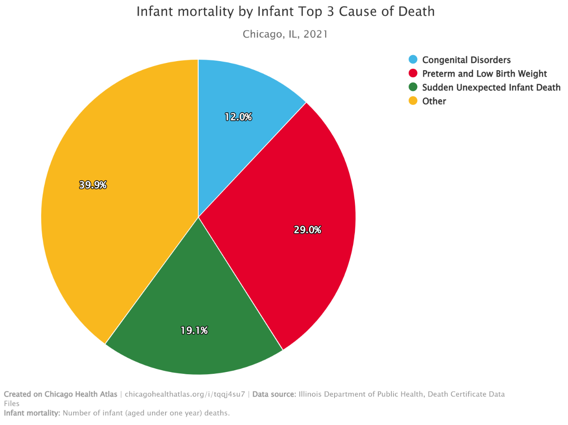 Infant mortality by Infant Top 3 Cause of Death
Chicago, IL, 2021
Congenital Disorders
Preterm and Low Birth Weight
Sudden Unexpected Infant Death
Other
12.0%
39.9%
29.0%
19.1%
Created on Chicago Health Atlas | chicagohealthatlas.org/i/tqqj4su7 | Data source: Illinois Department of Public Health, Death Certificate Data
Files
Infant mortality: Number of infant (aged under one year) deaths.